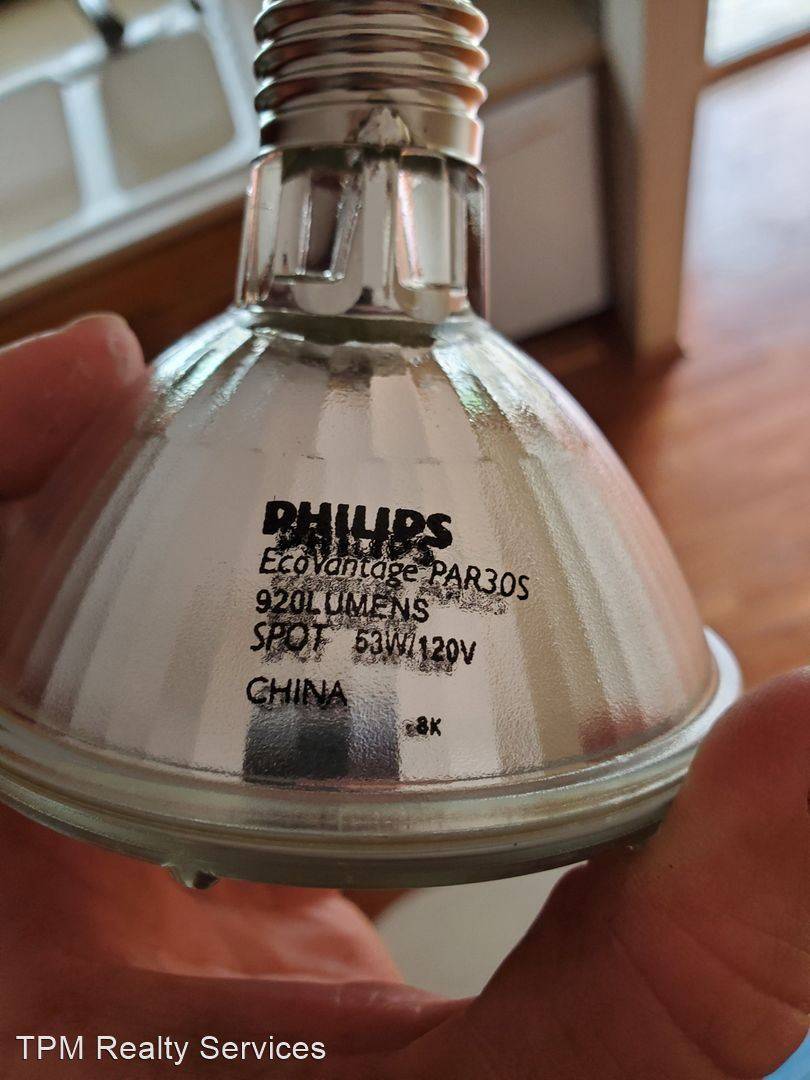 PHILIPS
EcoVantage PAR30S
920LUMENS
SPOT 53W/120V
CHINA
8K
TPM Realty Services